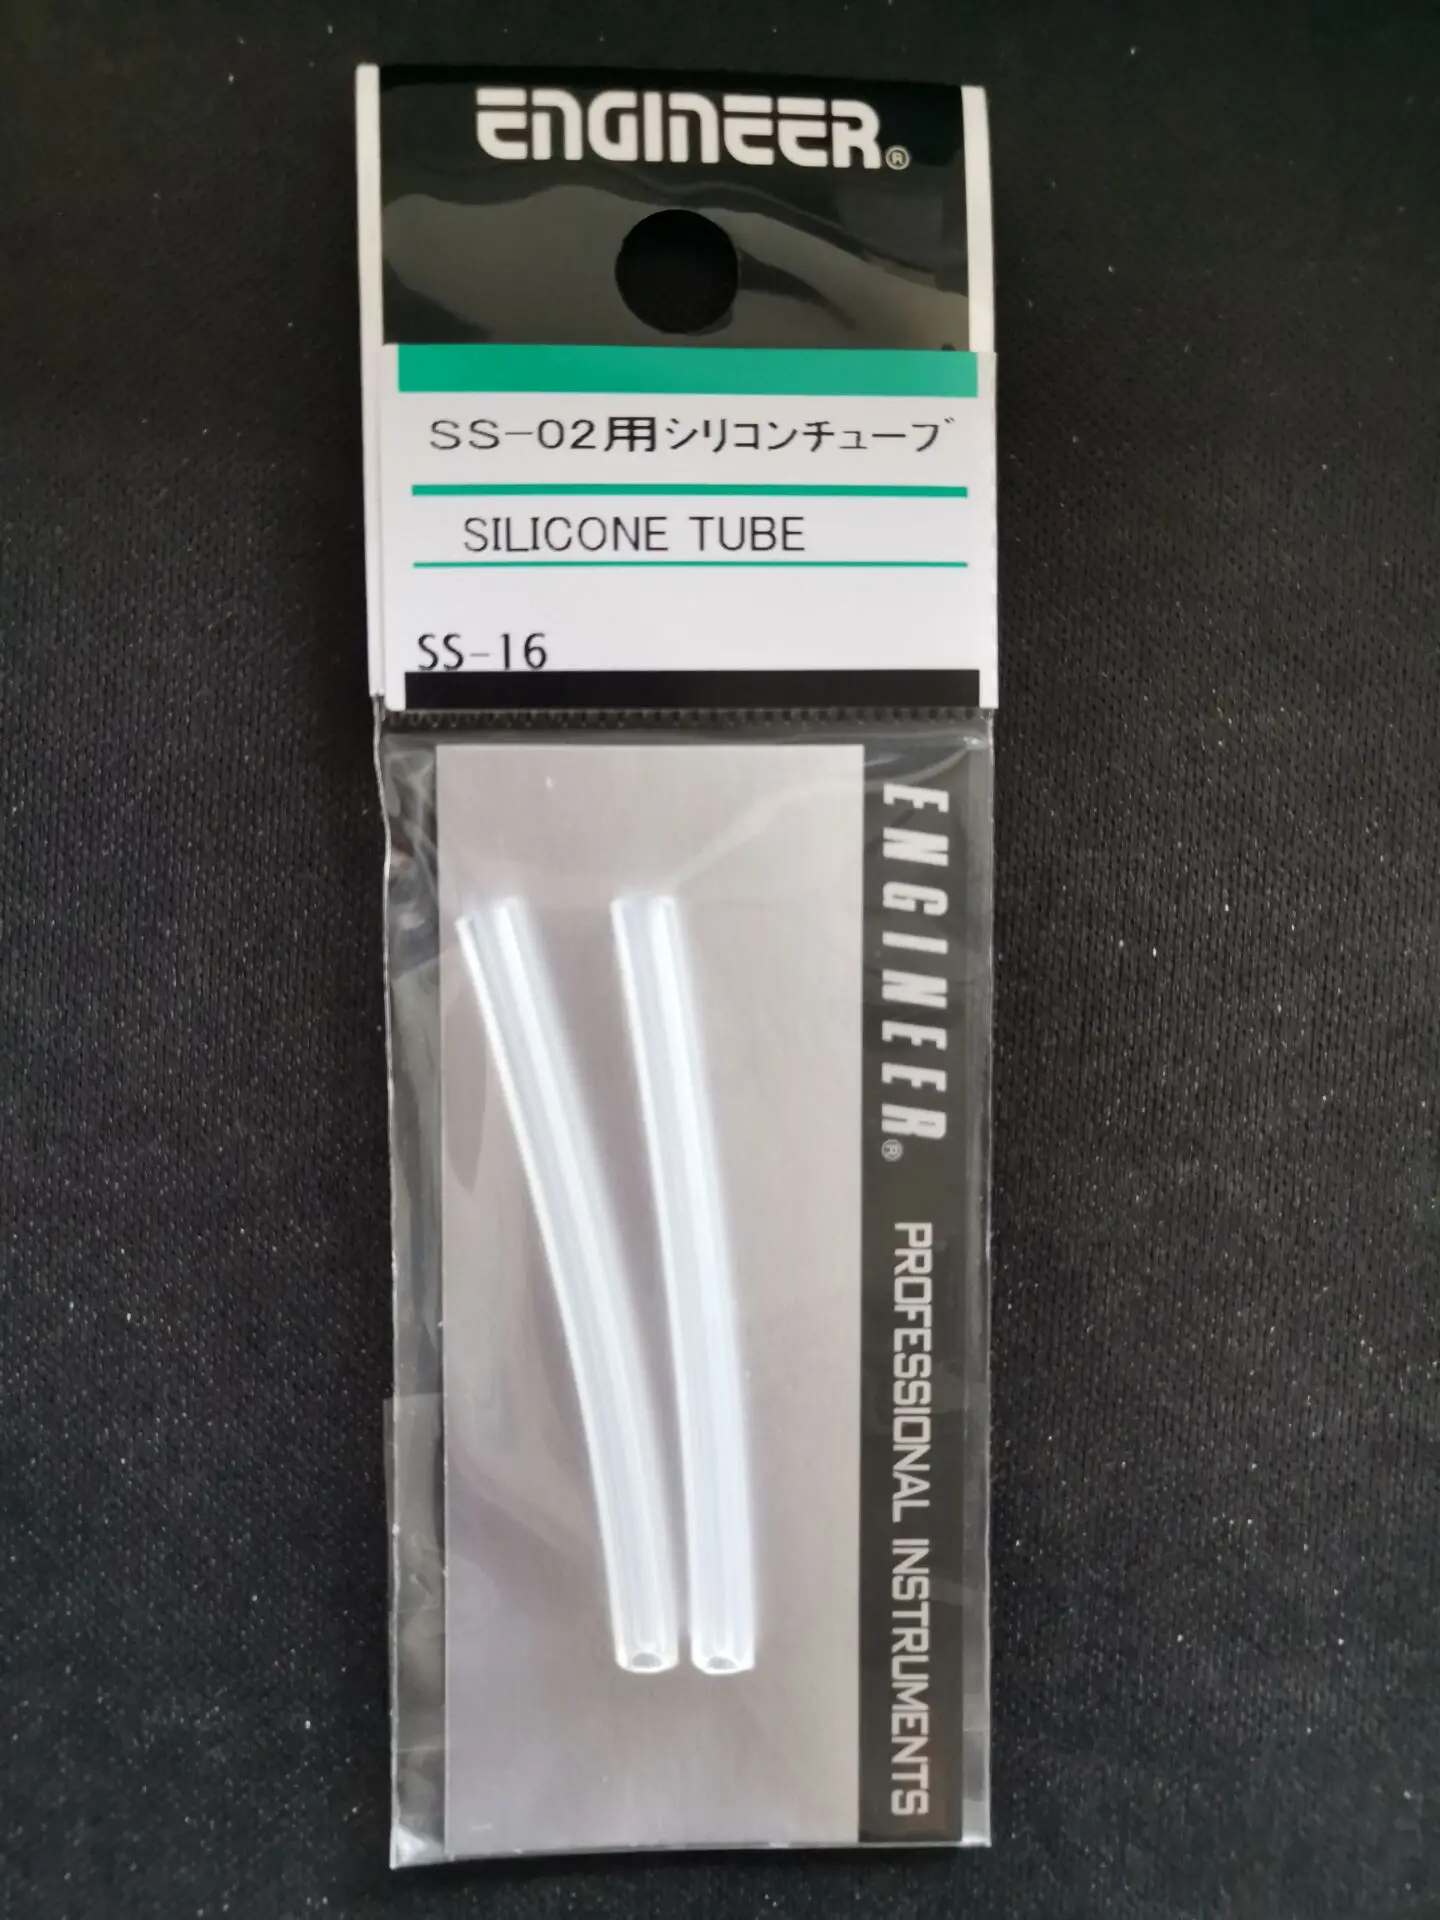 ENGINEER®
SS-02用シリコンチューブ
SILICONE TUBE
SS-16
ENGINEER® PROFESSIONAL INSTRUMENTS